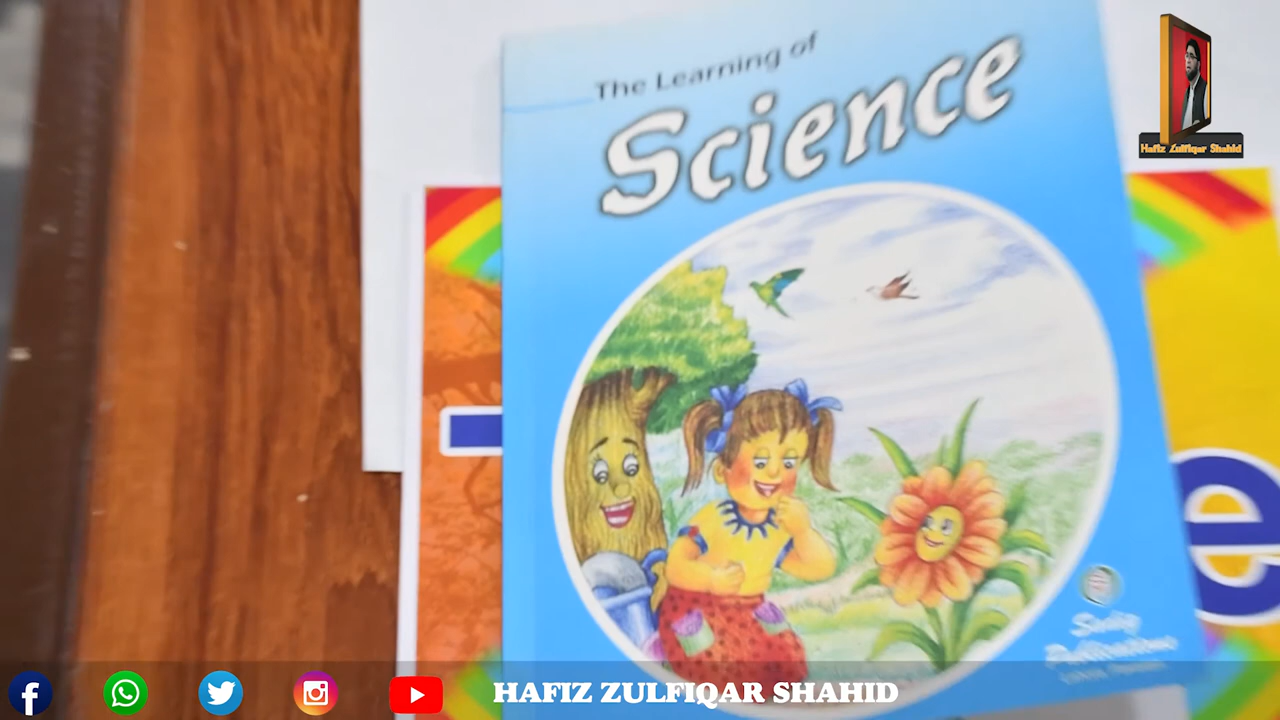 The Learning of
Science
Hafiz Zulfiqar Shahid
e
HAFIZ ZULFIQAR SHAHID